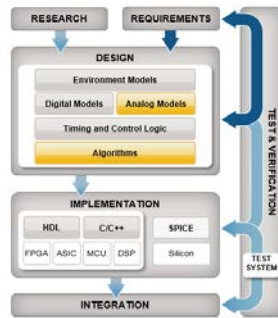 RESEARCH
REQUIREMENTS
DESIGN
Environment Models
Digital Models
Analog Models
Timing and Control Logic
Algorithms
IMPLEMENTATION
HDL
C/C++
SPICE
FPGA
ASIC
MCU
DSP
Silicon
INTEGRATION
TEST & VERIFICATION
TEST
SYSTEM